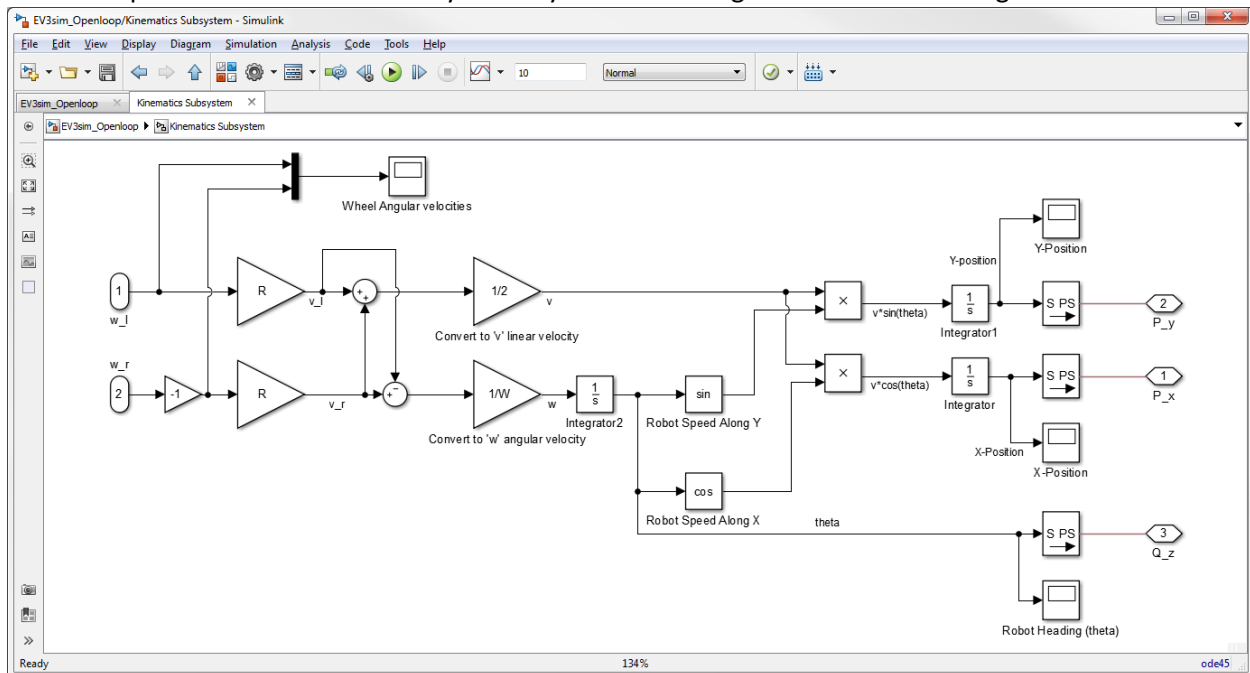 EV3sim_Openloop/Kinematics Subsystem - Simulink
File Edit View Display Diagram Simulation Analysis Code Tools Help
10 Normal
EV3sim_Openloop Kinematics Subsystem
EV3sim_Openloop Kinematics Subsystem
Wheel Angular velocities
Y-Position
Y-position
1
w_l
R
v_l
+
+
1/2
v
Convert to 'v' linear velocity
×
v*sin(theta)
1
s
Integrator1
S PS
2
P_y
w_r
2
-1
R
v_r
+
−
1/W
w
Convert to 'w' angular velocity
1
s
Integrator2
sin
Robot Speed Along Y
×
v*cos(theta)
1
s
Integrator
S PS
1
P_x
X-Position
X-Position
cos
Robot Speed Along X
theta
S PS
3
Q_z
Robot Heading (theta)
Ready 134% ode45